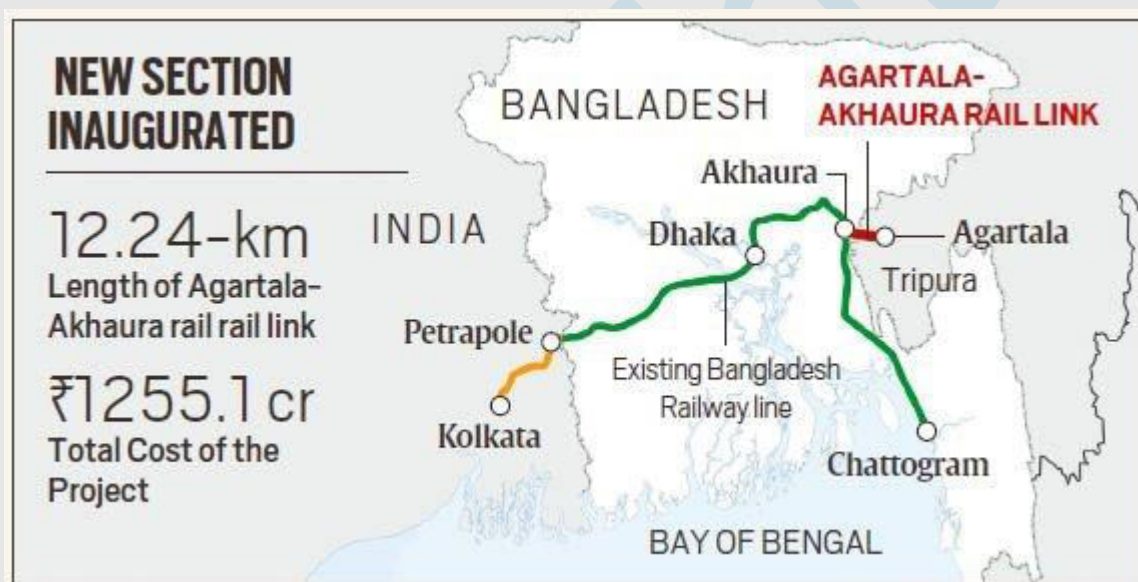 NEW SECTION
INAUGURATED
12.24-km
Length of Agartala-
Akhaura rail rail link
₹1255.1 cr
Total Cost of the
Project
BANGLADESH
AGARTALA-
AKHAURA RAIL LINK
Akhaura
INDIA
Dhaka
Agartala
Tripura
Petrapole
Existing Bangladesh
Railway line
Kolkata
Chattogram
BAY OF BENGAL